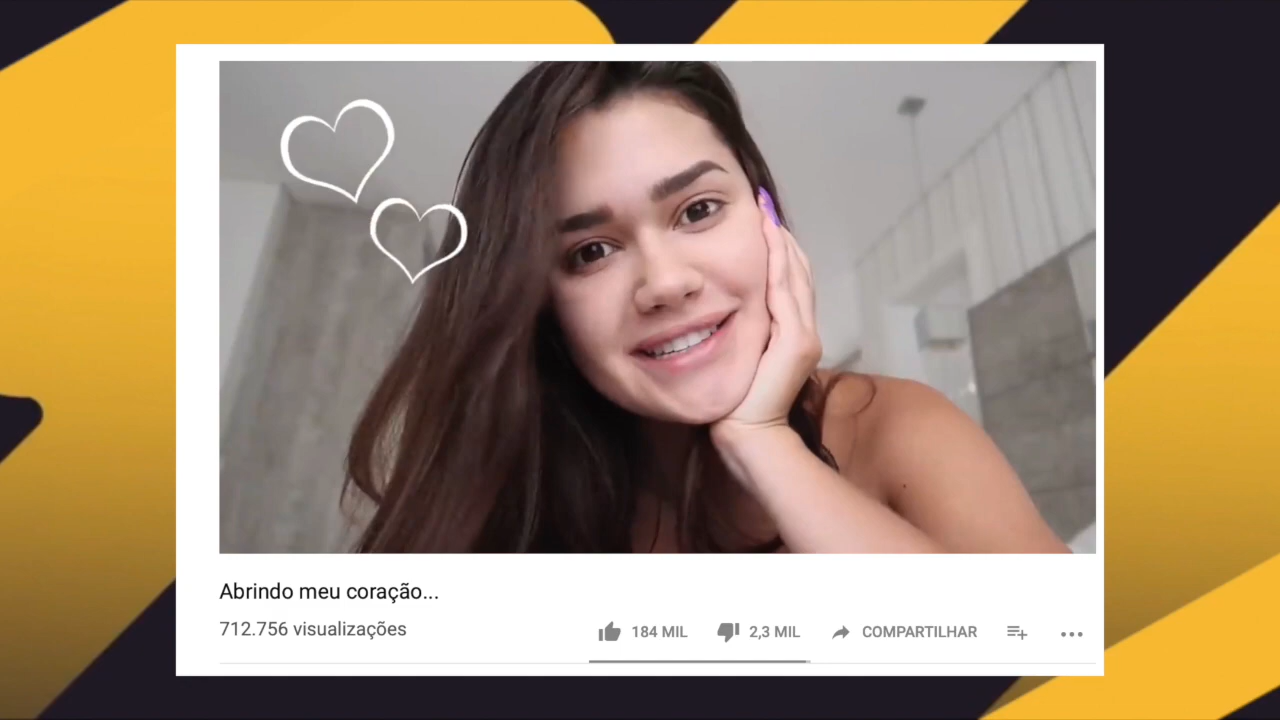 Abrindo meu coração...
712.756 visualizações
184 MIL 2,3 MIL COMPARTILHAR